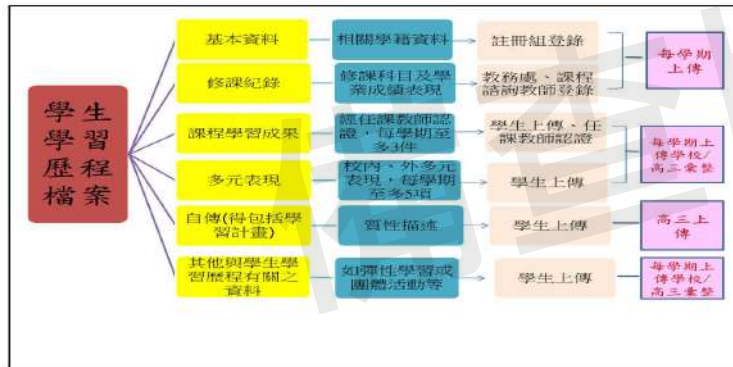 學生
學習
歷程
檔案
基本資料
相關學籍資料
註冊組登錄
每學期
上傳
修課紀錄
修課科目及學
業成績表現
教務處、課程
諮詢教師登錄
課程學習成果
經任課教師認
證，每學期至
多3件
學生上傳、任
課教師認證
每學期上
傳學校/
高三彙整
多元表現
校內、外多元
表現，每學期
至多5項
學生上傳
自傳(得包括學
習計畫)
質性描述
學生上傳
高三上
傳
其他與學生學
習歷程有關之
資料
如彈性學習或
團體活動等
學生上傳
每學期上
傳學校/
高三彙整